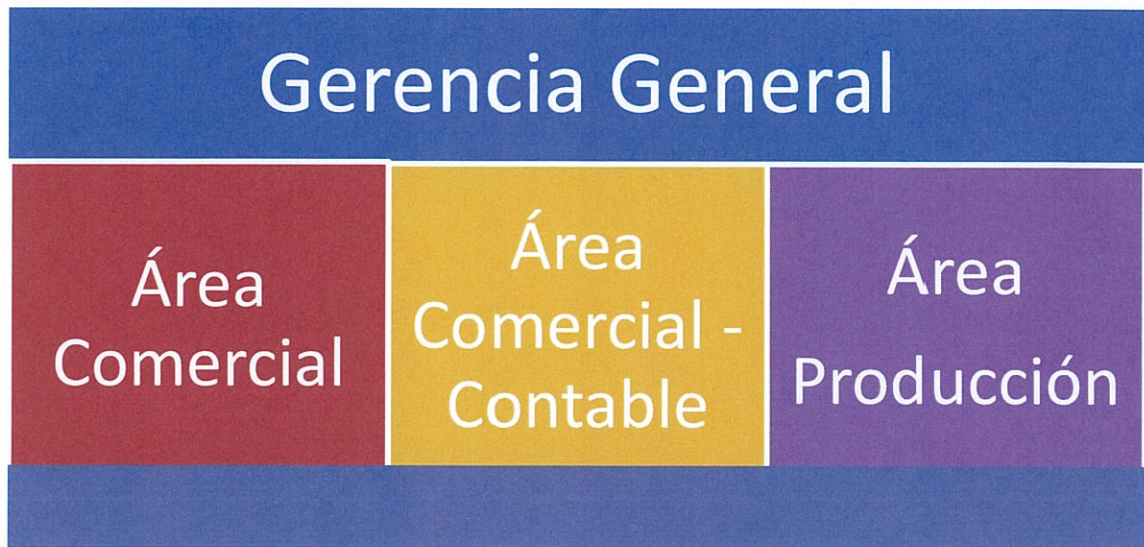 Gerencia General
Área
Comercial
Área
Comercial -
Contable
Área
Producción